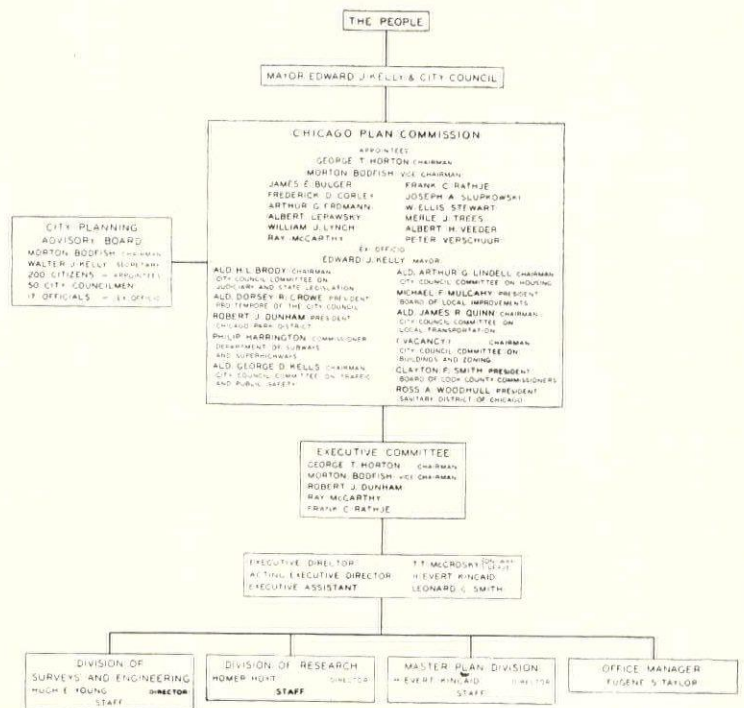 THE PEOPLE
MAYOR EDWARD J. KELLY & CITY COUNCIL
CHICAGO PLAN COMMISSION
APPOINTEES
GEORGE T. HORTON CHAIRMAN
MORTON BODFISH VICE CHAIRMAN
JAMES E. BULGER
FREDERICK D. CORLEY
ARTHUR G. ERDMANN
ALBERT LEPAWSKY
WILLIAM J. LYNCH
RAY McCARTHY
FRANK C. RATHJE
JOSEPH A. SLUPKOWSKI
W. ELLIS STEWART
MERLE J. TREES
ALBERT H. VEEDER
PETER VERSCHUUR
EX-OFFICIO
EDWARD J. KELLY MAYOR
ALD. H. L. BRODY CHAIRMAN
CITY COUNCIL COMMITTEE ON
JUDICIARY AND STATE LEGISLATION
ALD. DORSEY R. CROWE PRESIDENT
PRO TEMPORE OF THE CITY COUNCIL
ROBERT J. DUNHAM PRESIDENT
CHICAGO PARK DISTRICT
PHILIP HARRINGTON COMMISSIONER
DEPARTMENT OF SUBWAYS
AND SUPERHIGHWAYS
ALD. GEORGE D. KELLS CHAIRMAN
CITY COUNCIL COMMITTEE ON TRAFFIC
AND PUBLIC SAFETY
ALD. ARTHUR G. LINDELL CHAIRMAN
CITY COUNCIL COMMITTEE ON HOUSING
MICHAEL F. MULCAHY PRESIDENT
BOARD OF LOCAL IMPROVEMENTS
ALD. JAMES R. QUINN CHAIRMAN
CITY COUNCIL COMMITTEE ON
LOCAL TRANSPORTATION
(VACANCY) CHAIRMAN
CITY COUNCIL COMMITTEE ON
BUILDINGS AND ZONING
CLAYTON F. SMITH PRESIDENT
BOARD OF COOK COUNTY COMMISSIONERS
ROSS A. WOODHULL PRESIDENT
SANITARY DISTRICT OF CHICAGO
CITY PLANNING
ADVISORY BOARD
MORTON BODFISH CHAIRMAN
WALTER J. KELLY SECRETARY
200 CITIZENS - APPOINTEES
50 CITY COUNCILMEN
17 OFFICIALS - (EX-OFFICIO)
EXECUTIVE COMMITTEE
GEORGE T. HORTON CHAIRMAN
MORTON BODFISH VICE CHAIRMAN
ROBERT J. DUNHAM
RAY McCARTHY
FRANK C. RATHJE
EXECUTIVE DIRECTOR T. T. McCROSKY (ON WAR LEAVE)
ACTING EXECUTIVE DIRECTOR H. EVERT KINCAID
EXECUTIVE ASSISTANT LEONARD G. SMITH
DIVISION OF
SURVEYS AND ENGINEERING
HUGH E. YOUNG DIRECTOR
STAFF
DIVISION OF RESEARCH
HOMER HOYT DIRECTOR
STAFF
MASTER PLAN DIVISION
H. EVERT KINCAID DIRECTOR
STAFF
OFFICE MANAGER
EUGENE S. TAYLOR